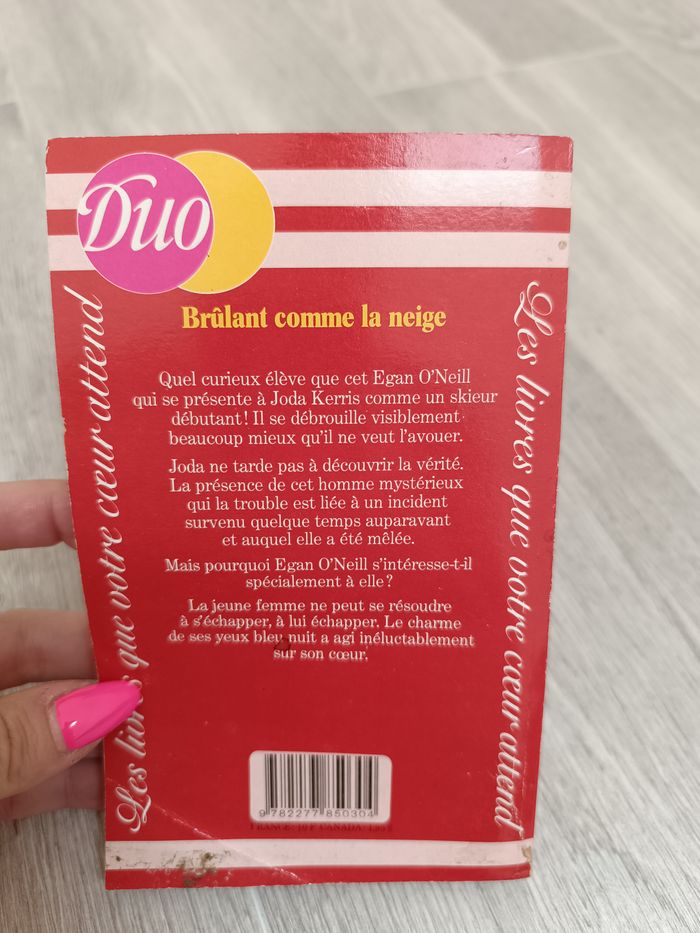 Duo
Brûlant comme la neige
Quel curieux élève que cet Egan O'Neill
qui se présente à Joda Kerris comme un skieur
débutant! Il se débrouille visiblement
beaucoup mieux qu'il ne veut l'avouer.
Joda ne tarde pas à découvrir la vérité.
La présence de cet homme mystérieux
qui la trouble est liée à un incident
survenu quelque temps auparavant
et auquel elle a été mêlée.
Mais pourquoi Egan O'Neill s'intéresse-t-il
spécialement à elle?
La jeune femme ne peut se résoudre
à s'échapper, à lui échapper. Le charme
de ses yeux bleu nuit a agi inéluctablement
sur son cœur.
Les livres que votre cœur attend
Les livres que votre cœur attend
9 782277 850304
FRANCE: 10 F CANADA: